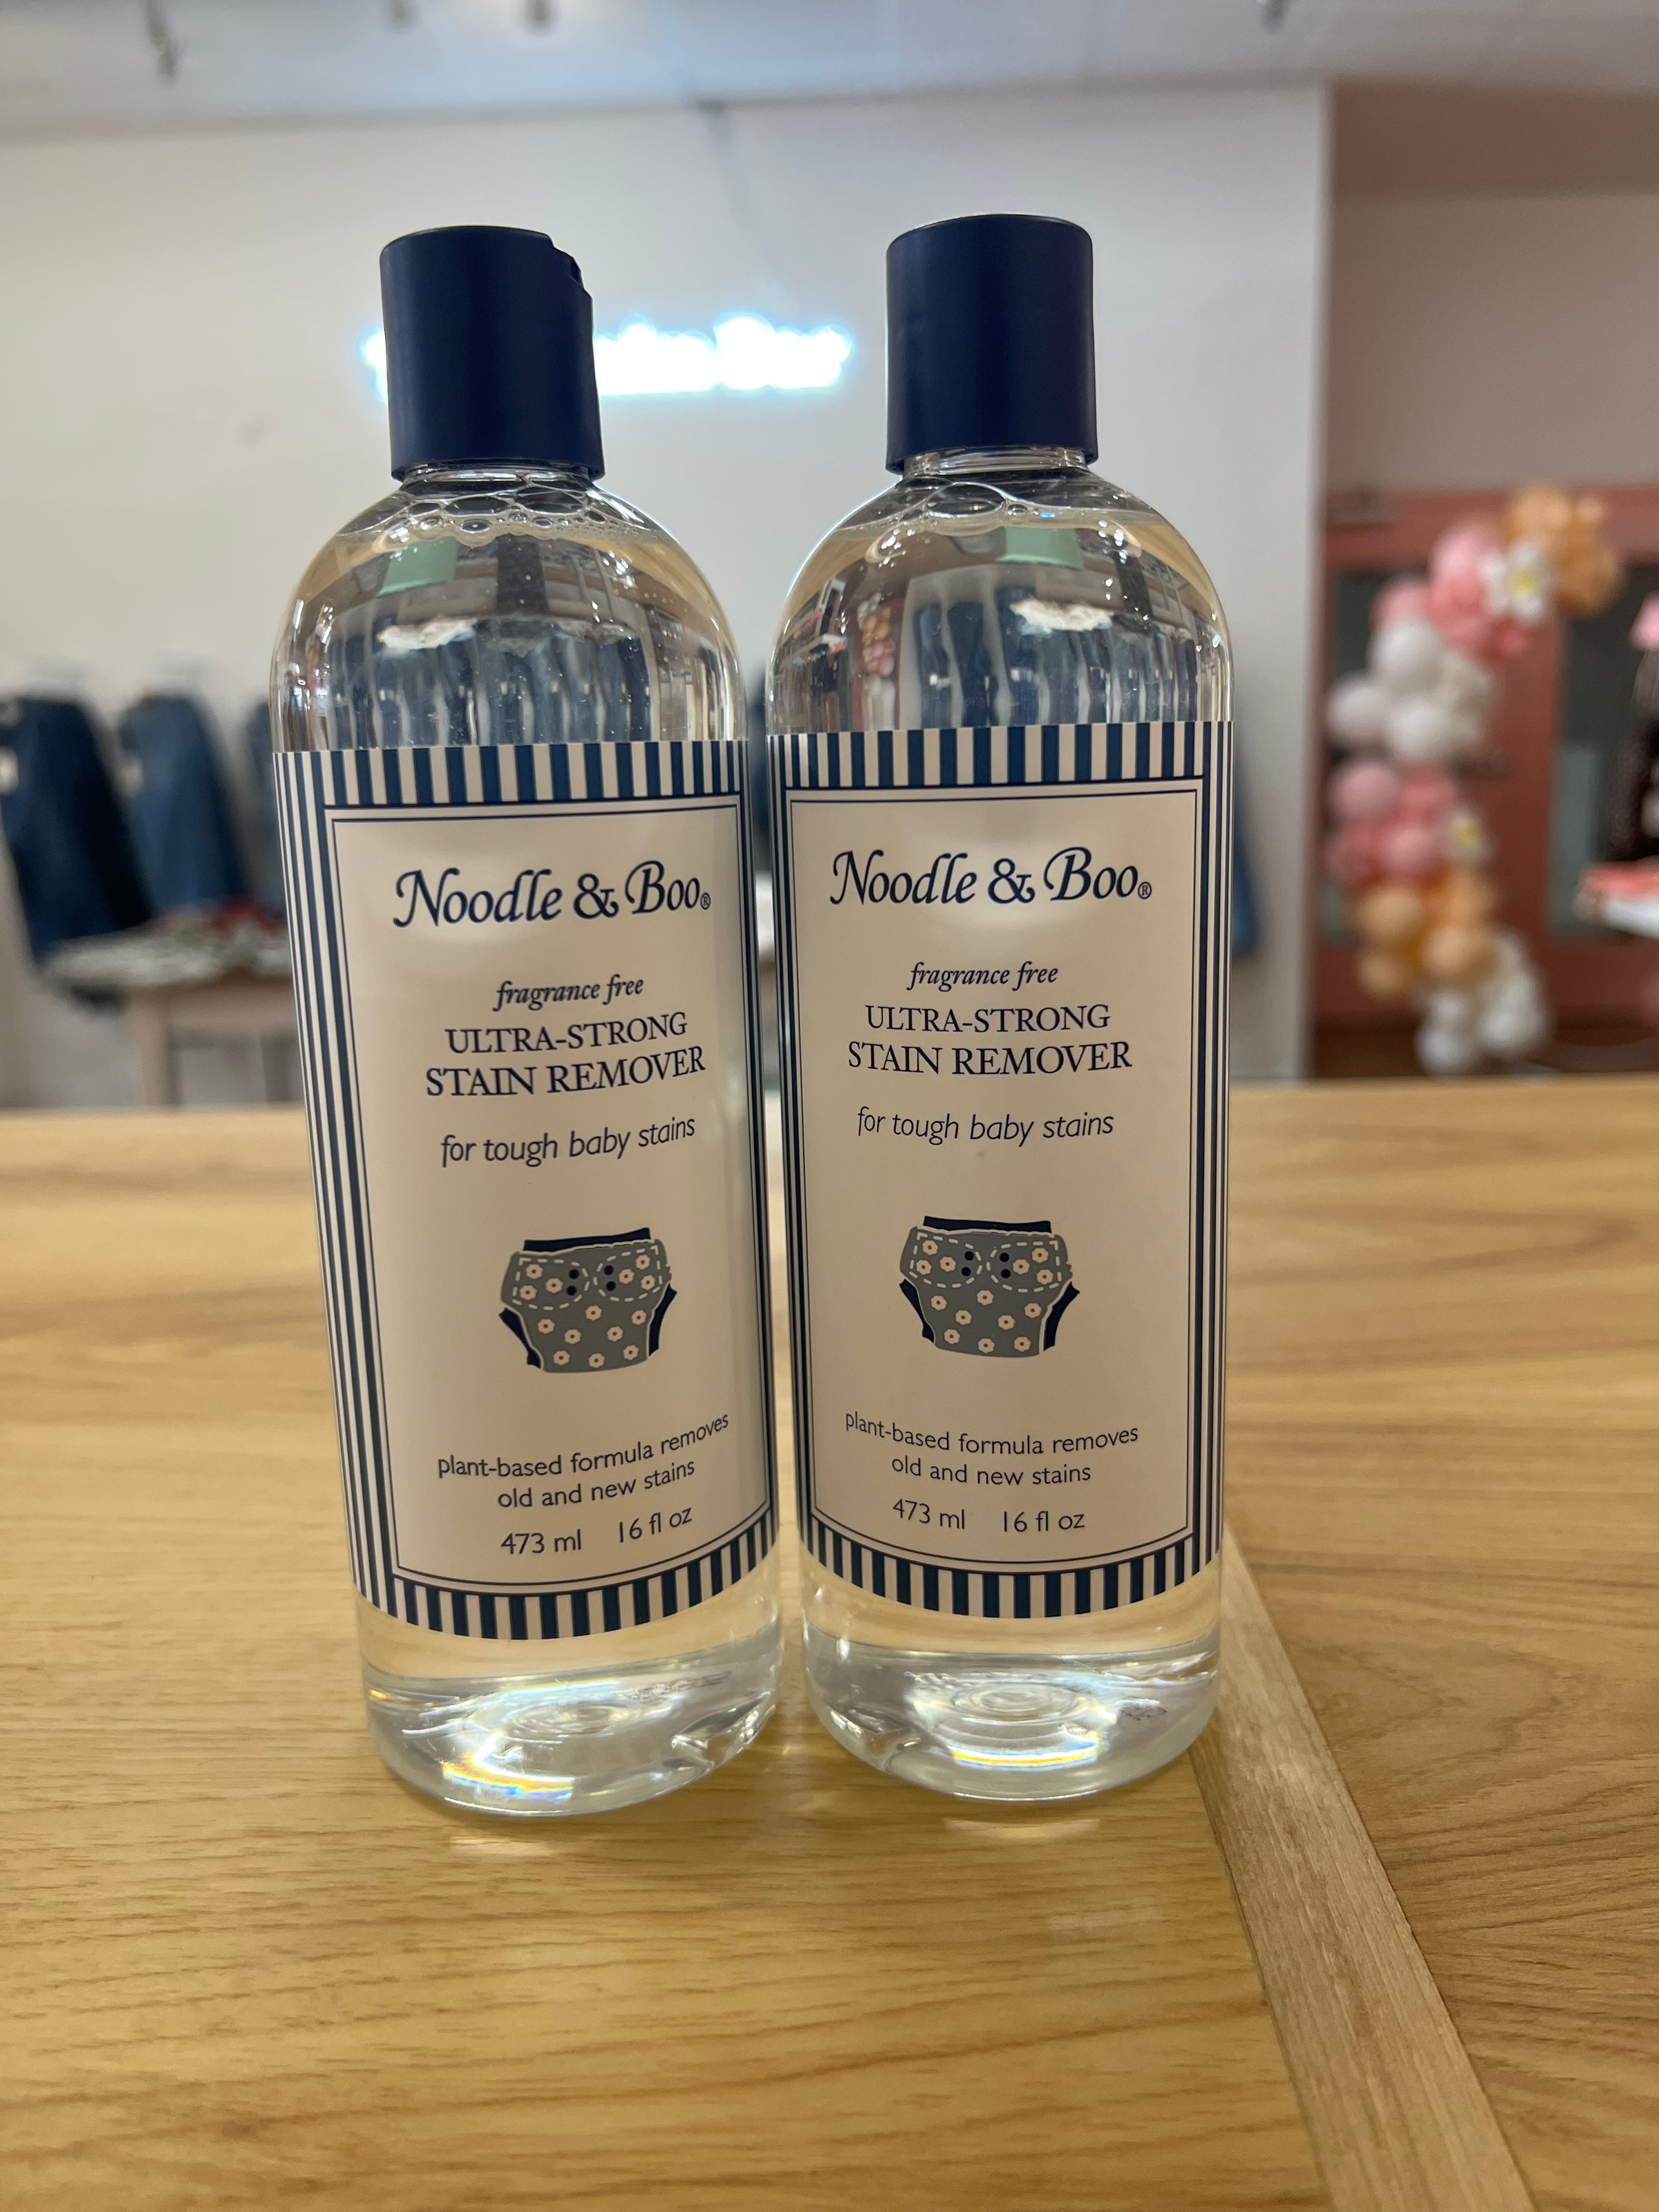 Noodle & Boo®
fragrance free
ULTRA-STRONG
STAIN REMOVER
for tough baby stains
plant-based formula removes
old and new stains
473 ml 16 fl oz
Noodle & Boo®
fragrance free
ULTRA-STRONG
STAIN REMOVER
for tough baby stains
plant-based formula removes
old and new stains
473 ml 16 fl oz